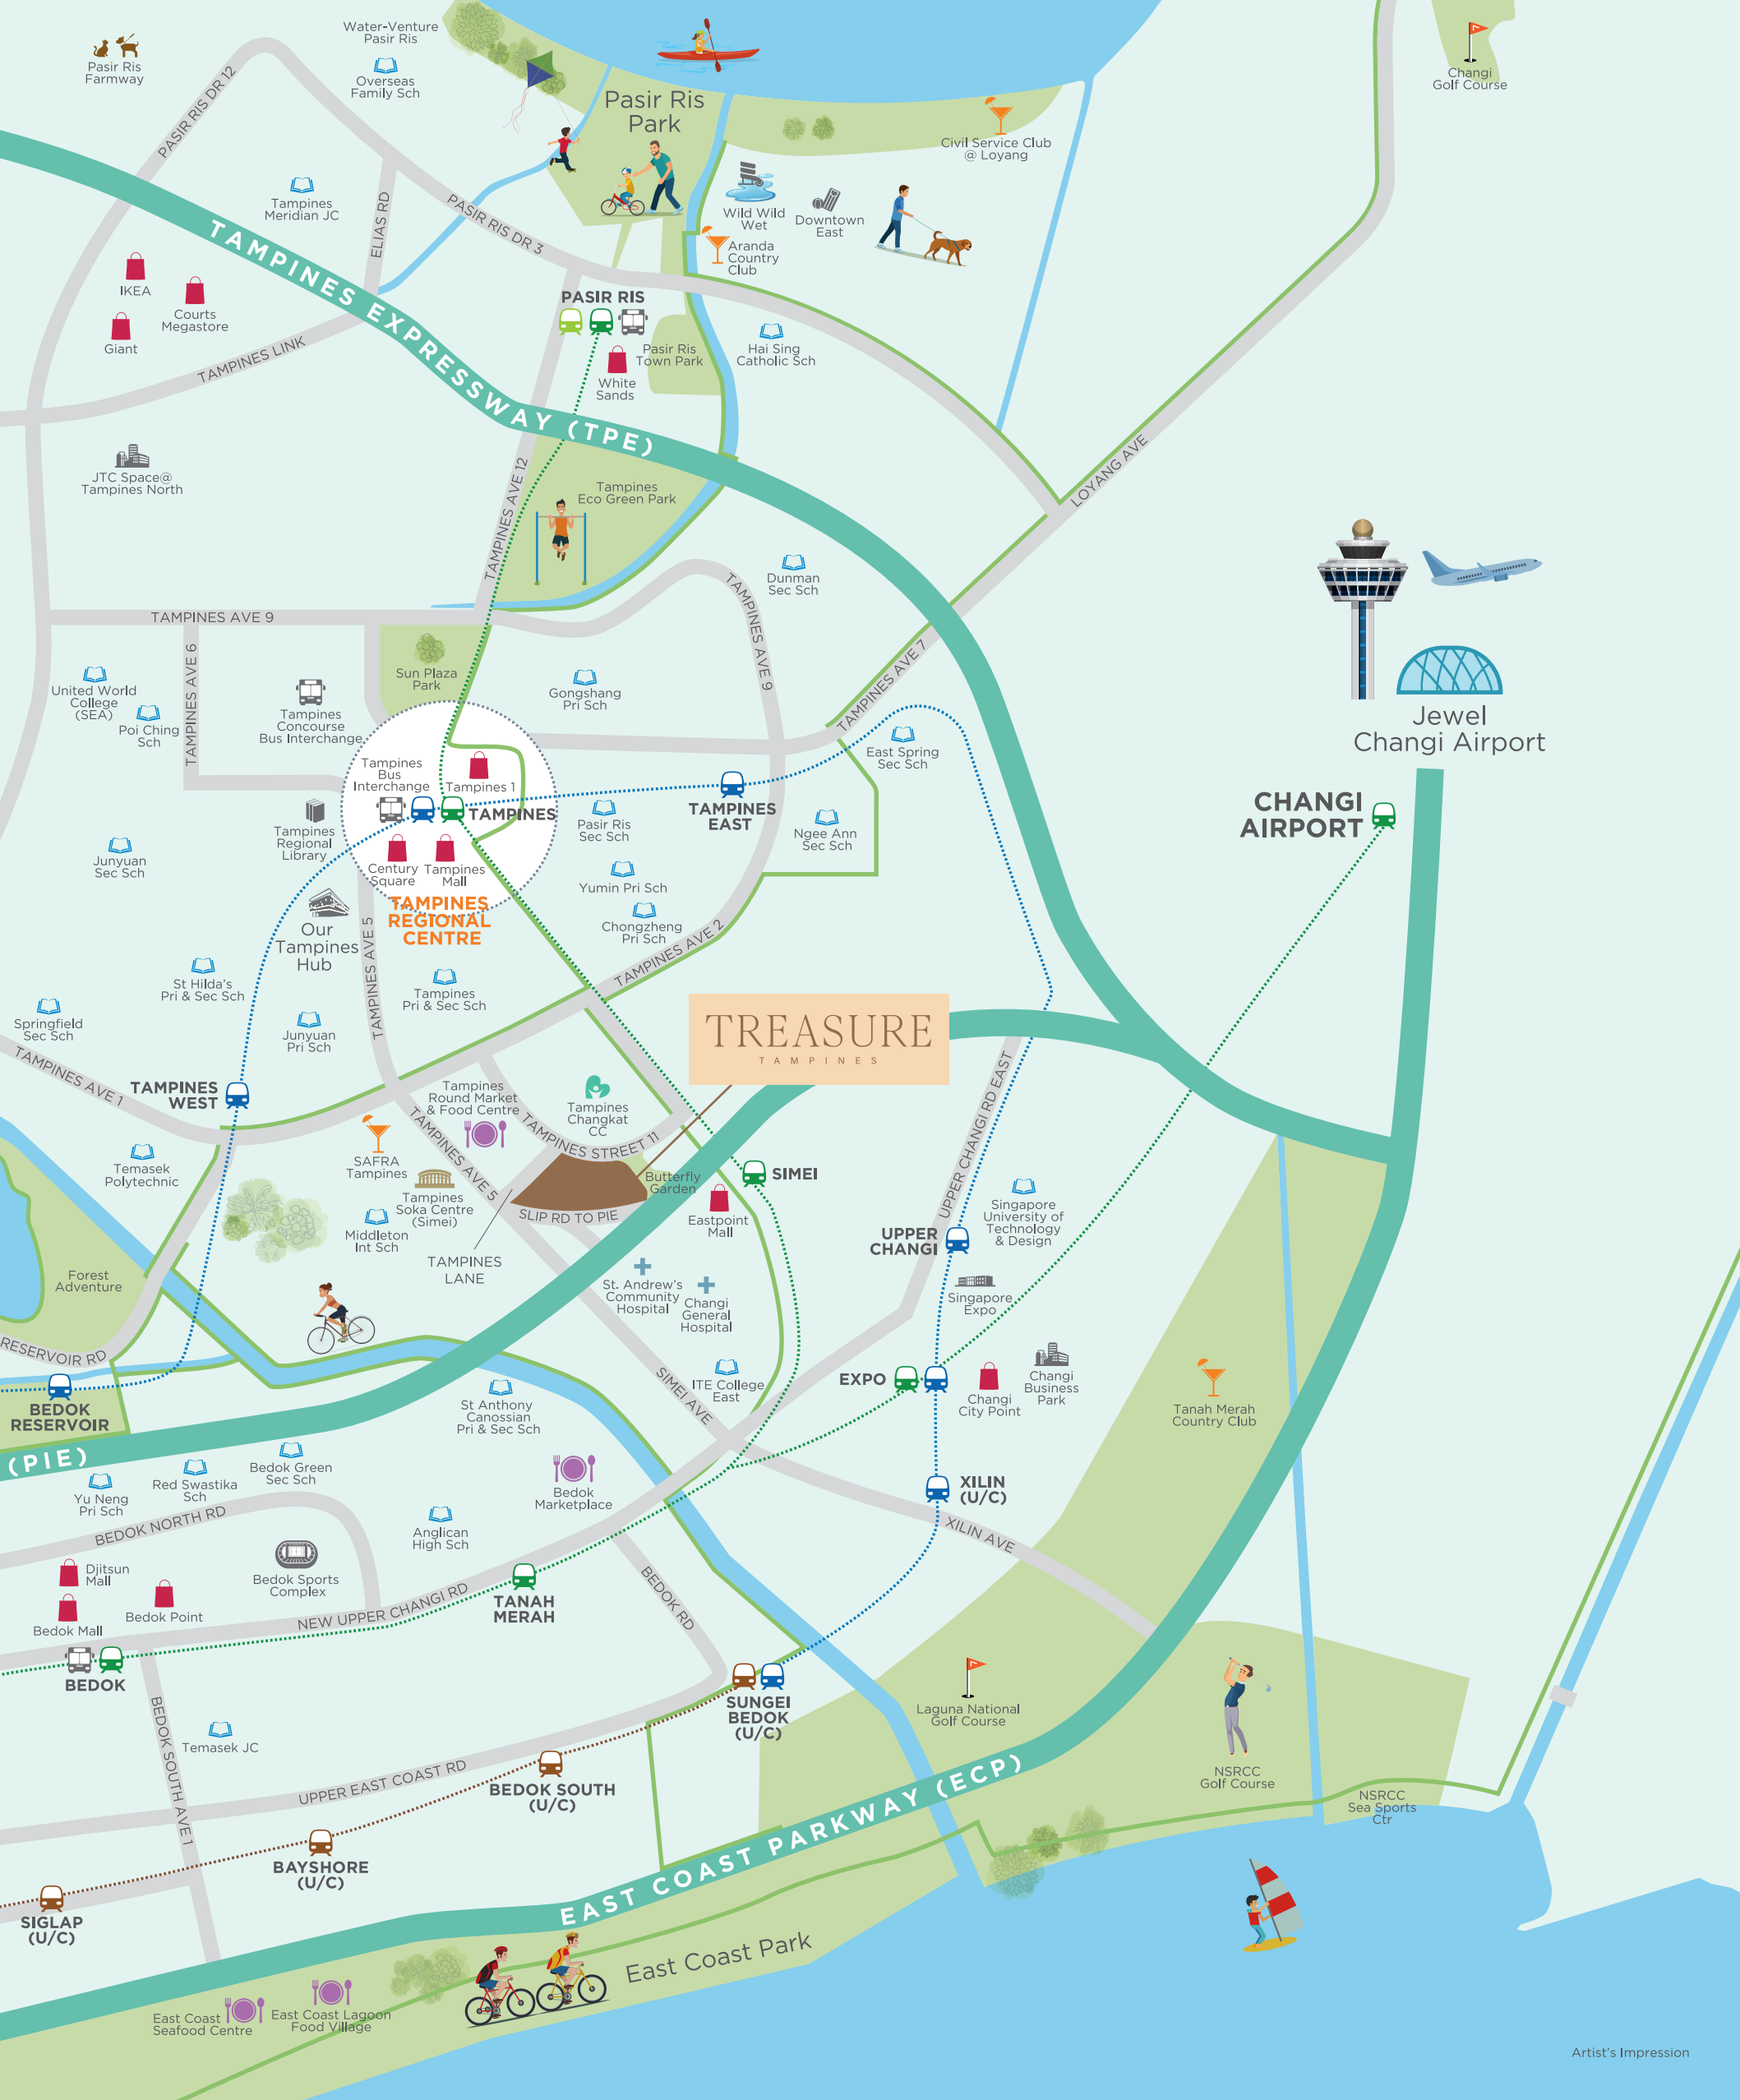 Pasir Ris
Farmway
Water-Venture
Pasir Ris
Overseas
Family Sch
PASIR RIS DR 12
Pasir Ris
Park
Civil Service Club
@ Loyang
Changi
Golf Course
Tampines
Meridian JC
ELIAS RD
PASIR RIS DR 3
Wild Wild
Wet
Downtown
East
Aranda
Country
Club
IKEA
Courts
Megastore
Giant
TAMPINES LINK
TAMPINES EXPRESSWAY (TPE)
PASIR RIS
Pasir Ris
Town Park
White
Sands
Hai Sing
Catholic Sch
JTC Space@
Tampines North
TAMPINES AVE 12
Tampines
Eco Green Park
LOYANG AVE
Dunman
Sec Sch
TAMPINES AVE 9
TAMPINES AVE 6
TAMPINES AVE 9
TAMPINES AVE 7
Sun Plaza
Park
United World
College
(SEA)
Poi Ching
Sch
Tampines
Concourse
Bus Interchange
Gongshang
Pri Sch
East Spring
Sec Sch
Jewel
Changi Airport
Tampines
Bus
Interchange
Tampines 1
TAMPINES
Century
Square
Tampines
Mall
TAMPINES
REGIONAL
CENTRE
TAMPINES
EAST
Pasir Ris
Sec Sch
Ngee Ann
Sec Sch
CHANGI
AIRPORT
Tampines
Regional
Library
Junyuan
Sec Sch
Yumin Pri Sch
Chongzheng
Pri Sch
Our
Tampines
Hub
TAMPINES AVE 5
TAMPINES AVE 2
St Hilda's
Pri & Sec Sch
Tampines
Pri & Sec Sch
Springfield
Sec Sch
Junyuan
Pri Sch
TREASURE
TAMPINES
TAMPINES AVE 1
TAMPINES
WEST
Tampines
Round Market
& Food Centre
Tampines
Changkat
CC
TAMPINES STREET 11
TAMPINES AVE 5
UPPER CHANGI RD EAST
Temasek
Polytechnic
SAFRA
Tampines
Tampines
Soka Centre
(Simei)
Middleton
Int Sch
SLIP RD TO PIE
Butterfly
Garden
SIMEI
Eastpoint
Mall
TAMPINES
LANE
Singapore
University of
Technology
& Design
UPPER
CHANGI
Forest
Adventure
St. Andrew's
Community
Hospital
Changi
General
Hospital
Singapore
Expo
RESERVOIR RD
BEDOK
RESERVOIR
SIMEI AVE
ITE College
East
EXPO
Changi
City Point
Changi
Business
Park
Tanah Merah
Country Club
St Anthony
Canossian
Pri & Sec Sch
(PIE)
Yu Neng
Pri Sch
Red Swastika
Sch
Bedok Green
Sec Sch
Bedok
Marketplace
XILIN
(U/C)
XILIN AVE
BEDOK NORTH RD
Anglican
High Sch
Djitsun
Mall
Bedok Mall
Bedok Point
Bedok Sports
Complex
NEW UPPER CHANGI RD
TANAH
MERAH
BEDOK RD
BEDOK
SUNGEI
BEDOK
(U/C)
Laguna National
Golf Course
BEDOK SOUTH AVE 1
Temasek JC
UPPER EAST COAST RD
BEDOK SOUTH
(U/C)
NSRCC
Golf Course
NSRCC
Sea Sports
Ctr
BAYSHORE
(U/C)
SIGLAP
(U/C)
EAST COAST PARKWAY (ECP)
East Coast Park
East Coast
Seafood Centre
East Coast Lagoon
Food Village
Artist's Impression